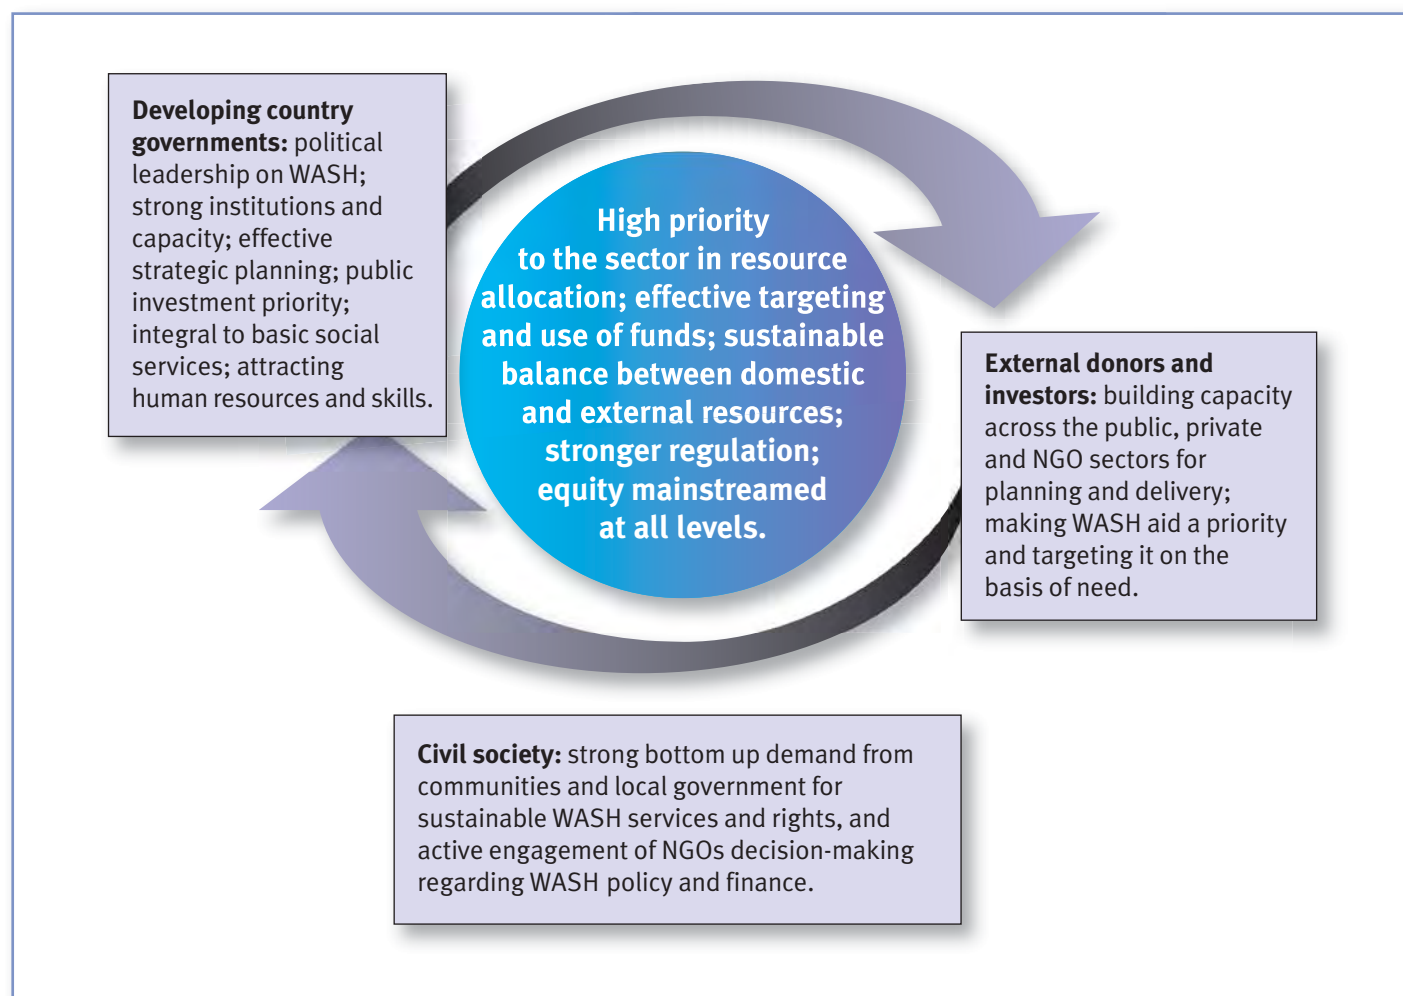 Developing country
governments: political
leadership on WASH;
strong institutions and
capacity; effective
strategic planning; public
investment priority;
integral to basic social
services; attracting
human resources and skills.
High priority
to the sector in resource
allocation; effective targeting
and use of funds; sustainable
balance between domestic
and external resources;
stronger regulation;
equity mainstreamed
at all levels.
External donors and
investors: building capacity
across the public, private
and NGO sectors for
planning and delivery;
making WASH aid a priority
and targeting it on the
basis of need.
Civil society: strong bottom up demand from
communities and local government for
sustainable WASH services and rights, and
active engagement of NGOs decision-making
regarding WASH policy and finance.